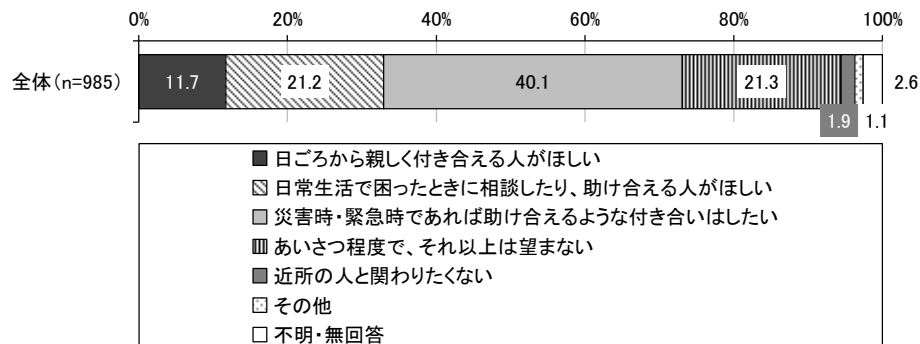 0% 20% 40% 60% 80% 100%
全体(n=985) 11.7 21.2 40.1 21.3 2.6
1.9 1.1
日ごろから親しく付き合える人がほしい
日常生活で困ったときに相談したり、助け合える人がほしい
災害時・緊急時であれば助け合えるような付き合いはしたい
あいさつ程度で、それ以上は望まない
近所の人と関わりたくない
その他
不明・無回答